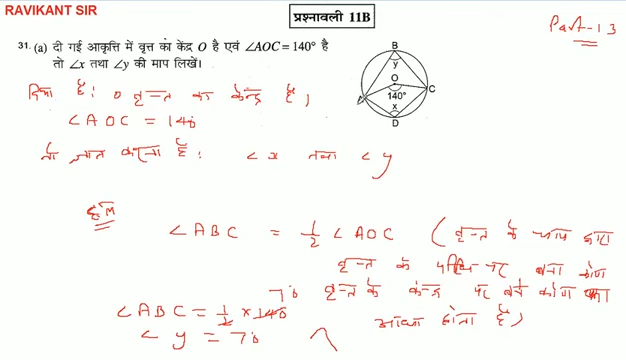 RAVIKANT SIR
प्रश्नावली 11B
Part-13
31. (a) दी गई आकृति में वृत्त का केंद्र O है एवं ∠AOC = 140° है
तो ∠x तथा ∠y की माप लिखें।
B
y
O
140°
C
x
D
दिया है: O वृत्त का केन्द्र है,
∠AOC = 140
तो ज्ञात करना है: ∠x तथा ∠y
हल
∠ABC = 1/2 ∠AOC (वृत्त के चाप द्वारा
वृत्त के परिधि पर बना कोण
वृत्त के केन्द्र पर बने कोण का
आधा होता है)
∠ABC = 1/2 × 140 70
∠y = 70